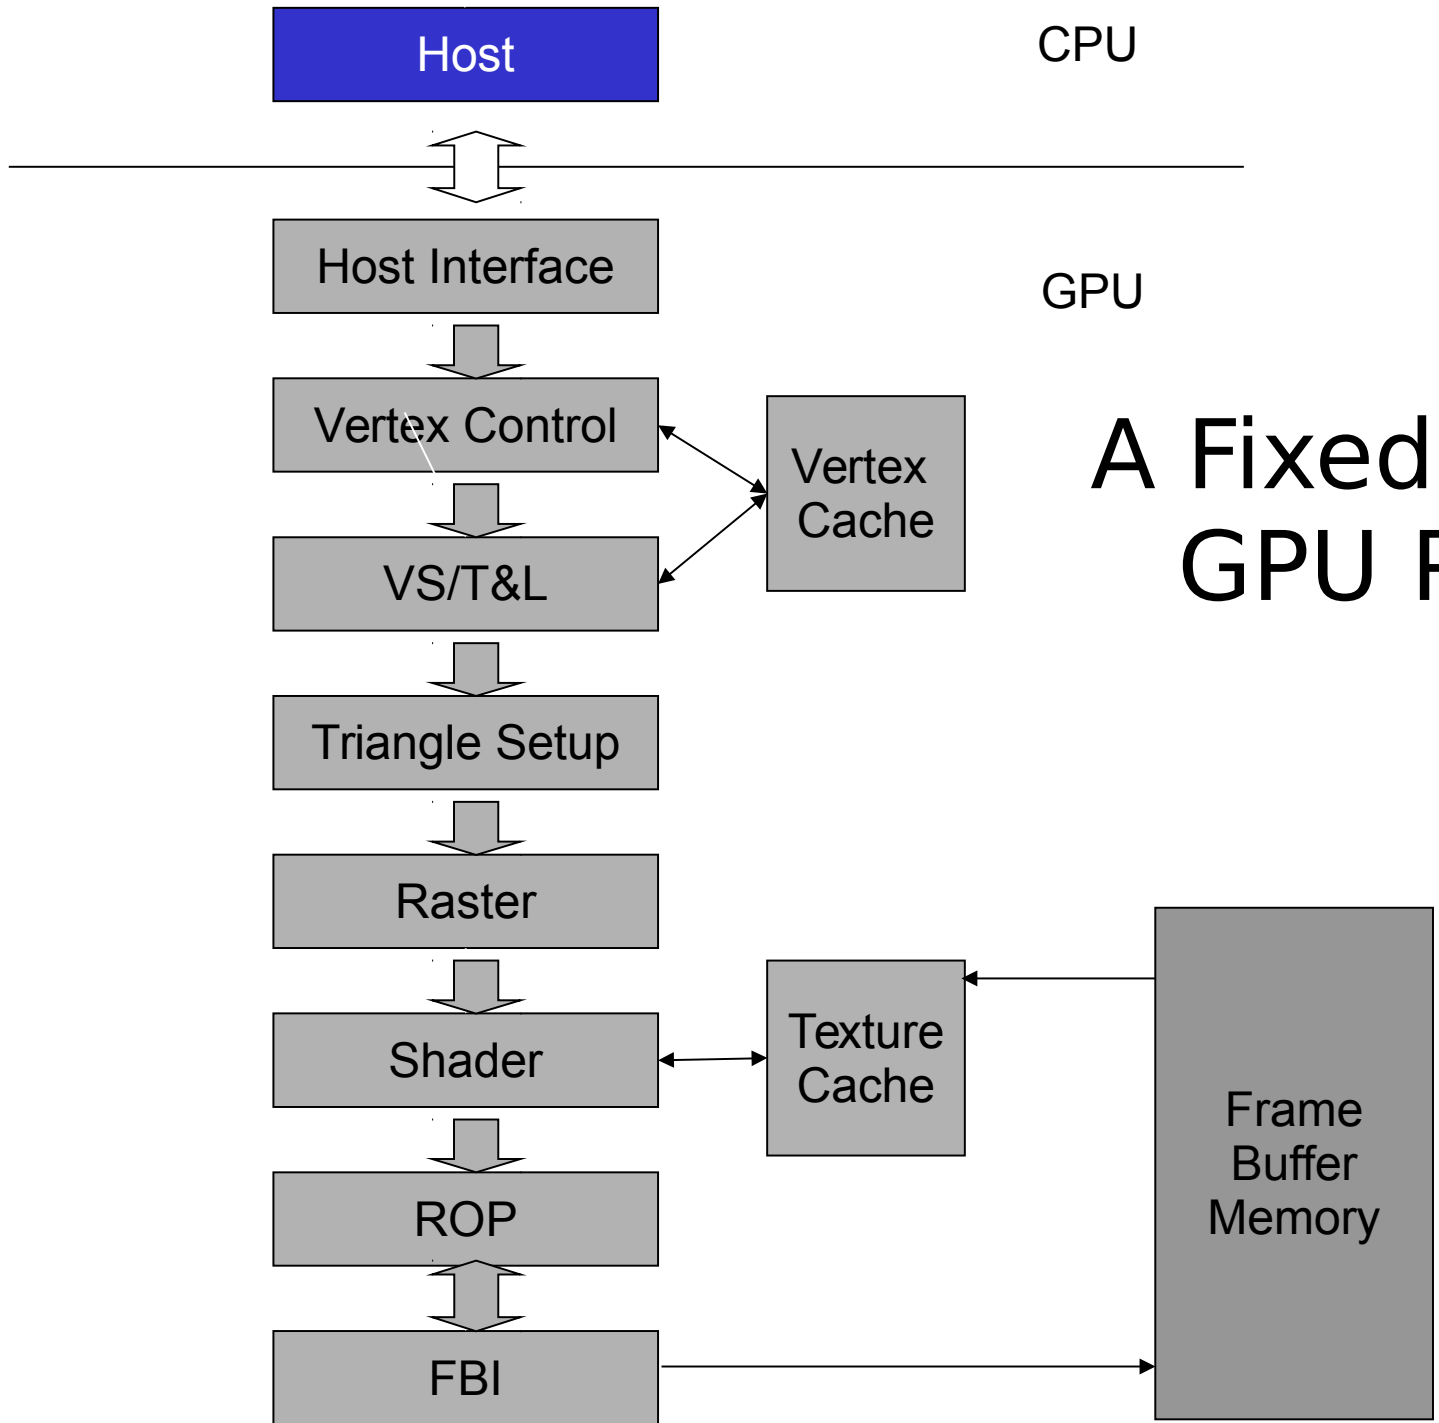 Host
CPU
Host Interface
GPU
Vertex Control
Vertex
Cache
A Fixed
GPU
VS/T&L
Triangle Setup
Raster
Shader
Texture
Cache
Frame
Buffer
Memory
ROP
FBI